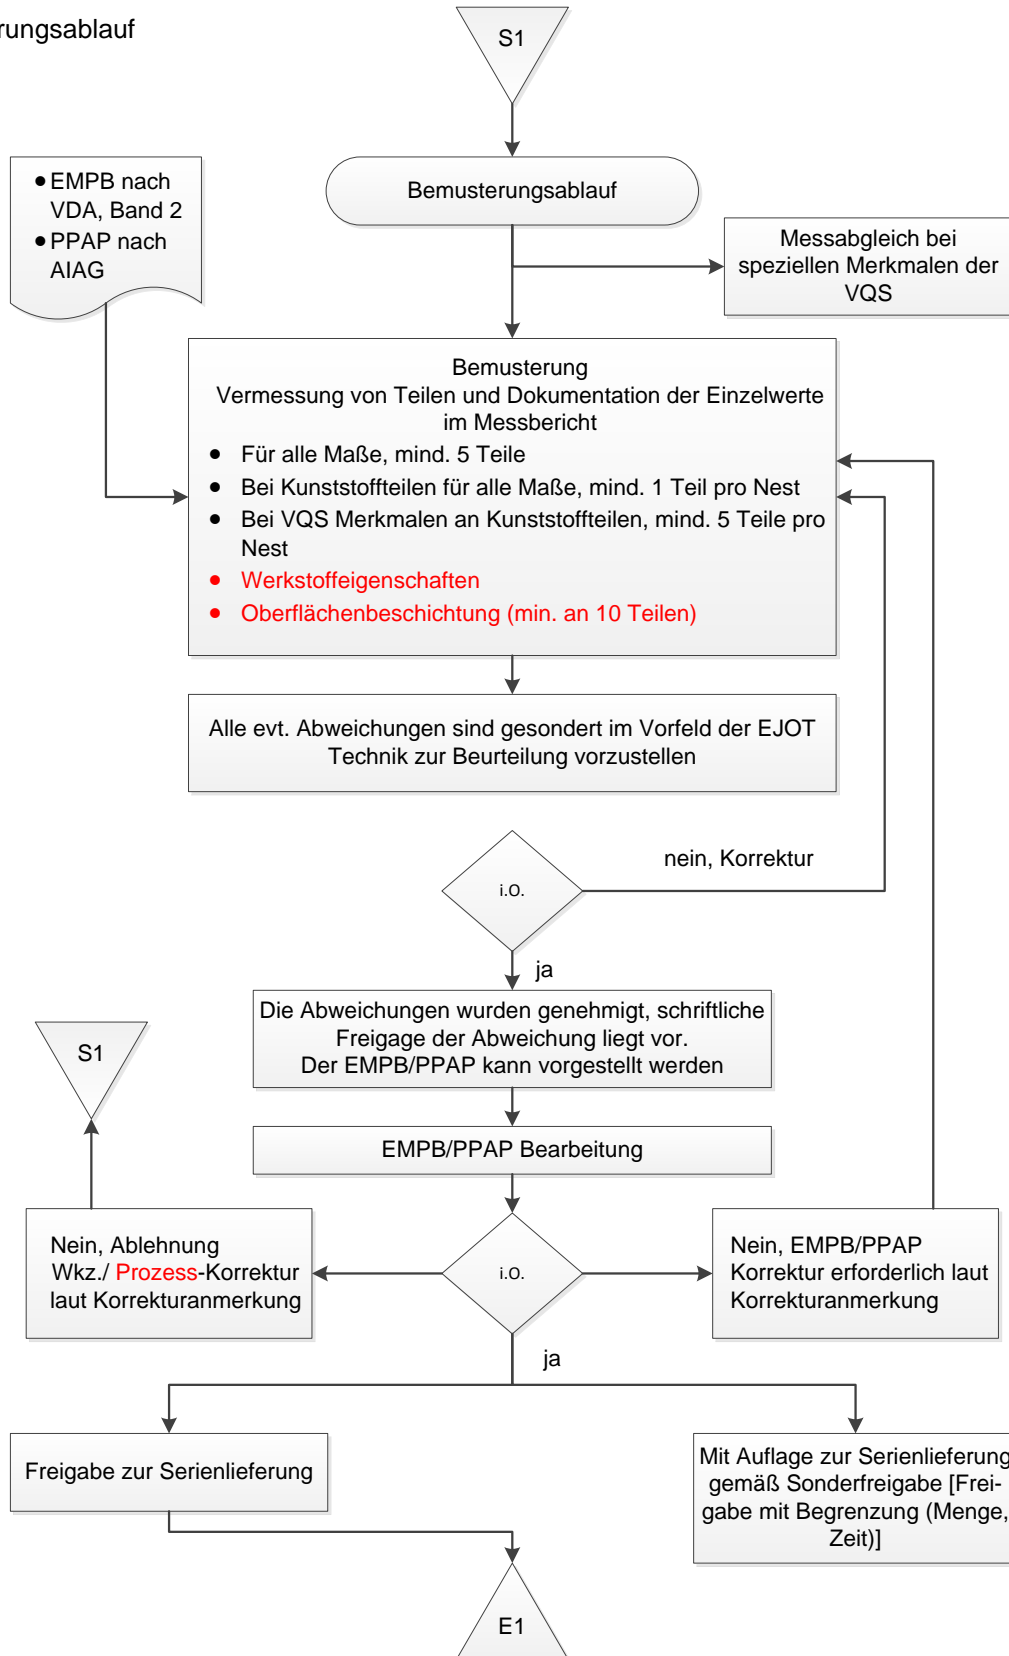 rungsablauf
S1
Bemusterungsablauf
● EMPB nach
VDA, Band 2
● PPAP nach
AIAG
Messabgleich bei
speziellen Merkmalen der
VQS
Bemusterung
Vermessung von Teilen und Dokumentation der Einzelwerte
im Messbericht
● Für alle Maße, mind. 5 Teile
● Bei Kunststoffteilen für alle Maße, mind. 1 Teil pro Nest
● Bei VQS Merkmalen an Kunststoffteilen, mind. 5 Teile pro
Nest
● Werkstoffeigenschaften
● Oberflächenbeschichtung (min. an 10 Teilen)
Alle evt. Abweichungen sind gesondert im Vorfeld der EJOT
Technik zur Beurteilung vorzustellen
i.O.
nein, Korrektur
ja
Die Abweichungen wurden genehmigt, schriftliche
Freigage der Abweichung liegt vor.
Der EMPB/PPAP kann vorgestellt werden
S1
EMPB/PPAP Bearbeitung
Nein, Ablehnung
Wkz./ Prozess-Korrektur
laut Korrekturanmerkung
i.O.
Nein, EMPB/PPAP
Korrektur erforderlich laut
Korrekturanmerkung
ja
Freigabe zur Serienlieferung
Mit Auflage zur Serienlieferung
gemäß Sonderfreigabe [Frei-
gabe mit Begrenzung (Menge,
Zeit)]
E1